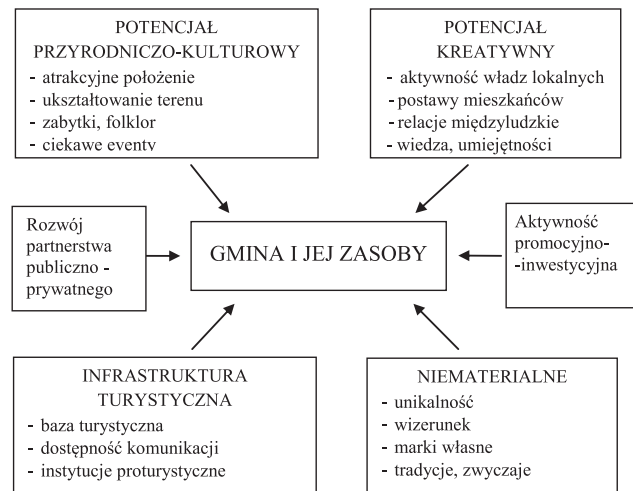 POTENCJAŁ
PRZYRODNICZO-KULTUROWY
- atrakcyjne położenie
- ukształtowanie terenu
- zabytki, folklor
- ciekawe eventy
POTENCJAŁ
KREATYWNY
- aktywność władz lokalnych
- postawy mieszkańców
- relacje międzyludzkie
- wiedza, umiejętności
Rozwój
partnerstwa
publiczno -
prywatnego
GMINA I JEJ ZASOBY
Aktywność
promocyjno-
-inwestycyjna
INFRASTRUKTURA
TURYSTYCZNA
- baza turystyczna
- dostępność komunikacji
- instytucje proturystyczne
NIEMATERIALNE
- unikalność
- wizerunek
- marki własne
- tradycje, zwyczaje